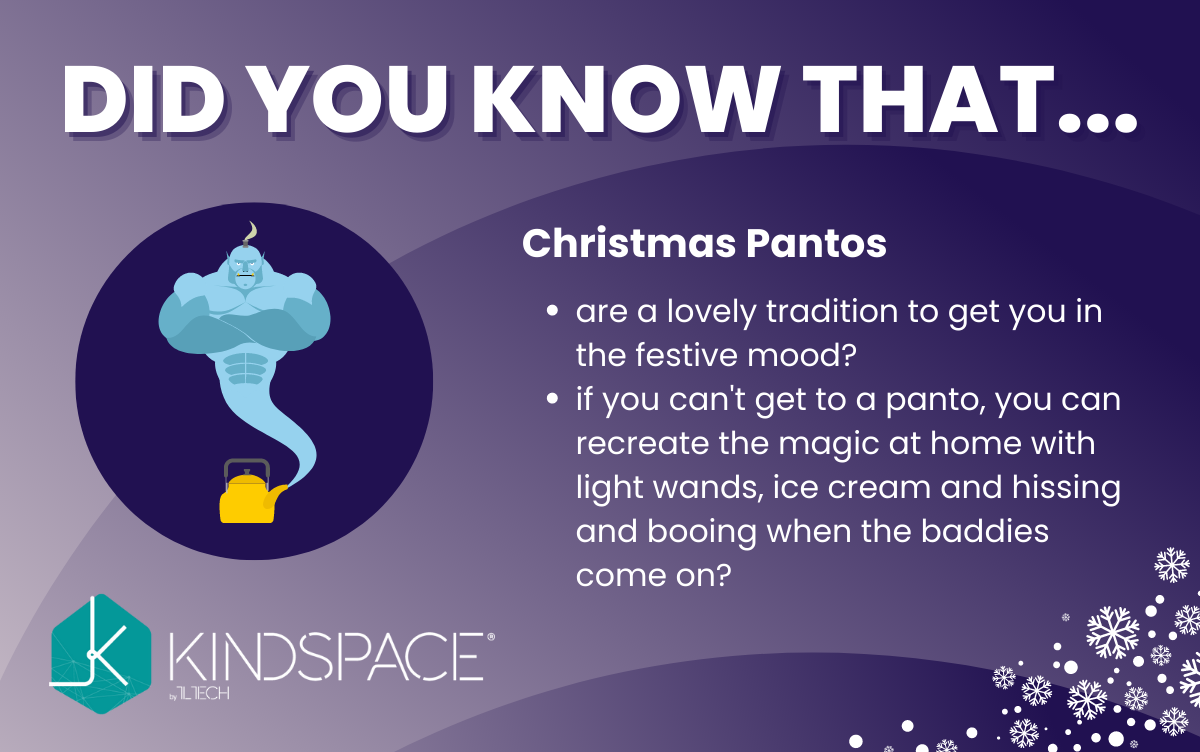 DID YOU KNOW THAT...
Christmas Pantos
• are a lovely tradition to get you in
the festive mood?
• if you can't get to a panto, you can
recreate the magic at home with
light wands, ice cream and hissing
and booing when the baddies
come on?
KINDSPACE®
by TLTECH